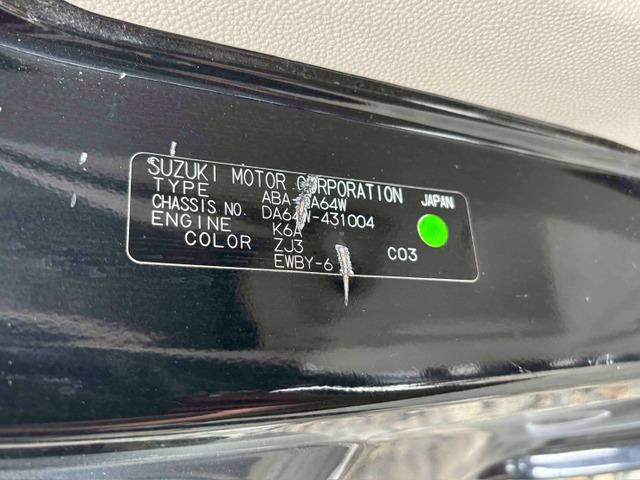 SUZUKI MOTOR CORPORATION
TYPE ABA-DA64W JAPAN
CHASSIS NO. DA64W-431004
ENGINE K6A
COLOR ZJ3 C03
EWBY-6